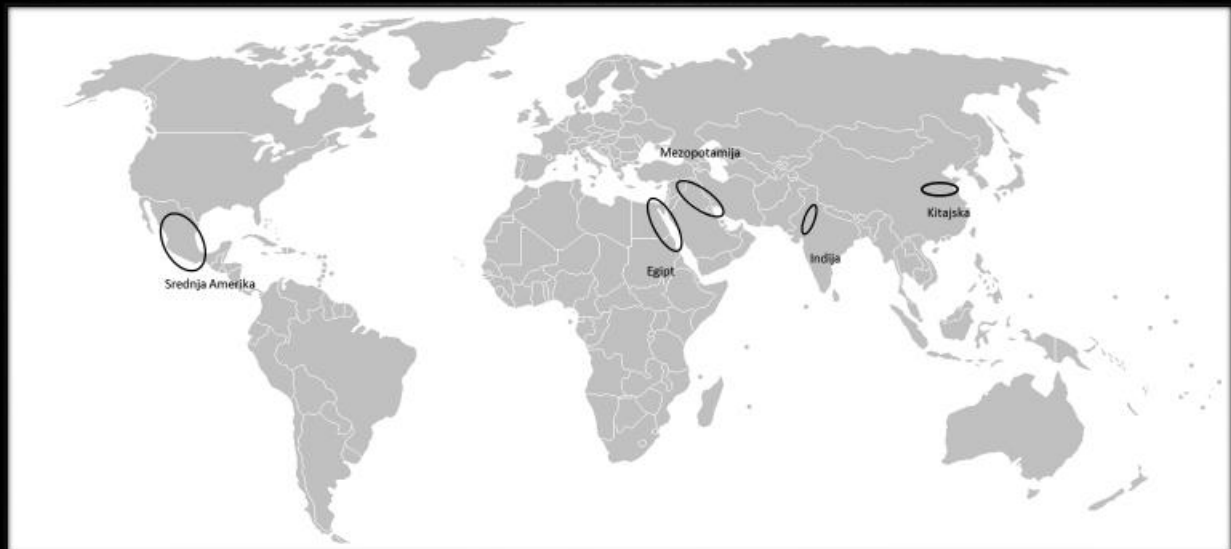 Mezopotamija
Kitajska
Indija
Egipt
Srednja Amerika